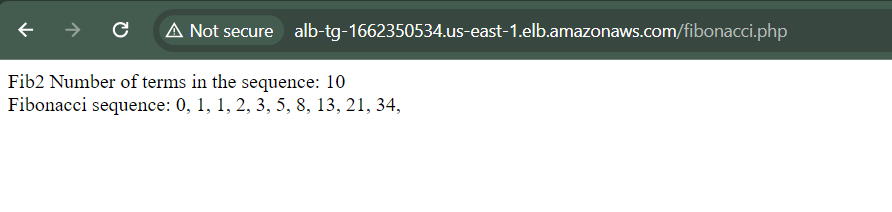 Not secure alb-tg-1662350534.us-east-1.elb.amazonaws.com/fibonacci.php
Fib2 Number of terms in the sequence: 10
Fibonacci sequence: 0, 1, 1, 2, 3, 5, 8, 13, 21, 34,